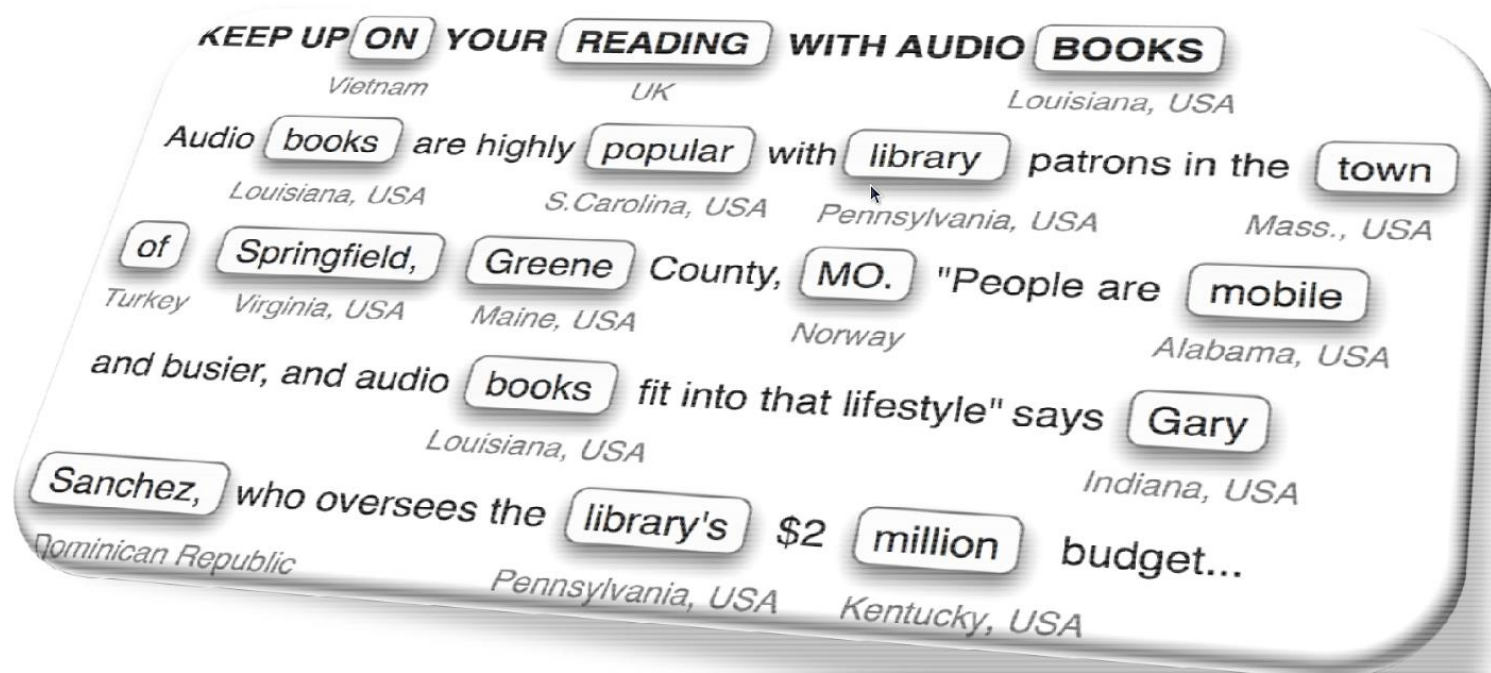 KEEP UP ON YOUR READING WITH AUDIO BOOKS
Vietnam UK Louisiana, USA
Audio books are highly popular with library patrons in the town
Louisiana, USA S.Carolina, USA Pennsylvania, USA Mass., USA
of Springfield, Greene County, MO. "People are mobile
Turkey Virginia, USA Maine, USA Norway Alabama, USA
and busier, and audio books fit into that lifestyle" says Gary
Louisiana, USA Indiana, USA
Sanchez, who oversees the library's $2 million budget...
Dominican Republic Pennsylvania, USA Kentucky, USA